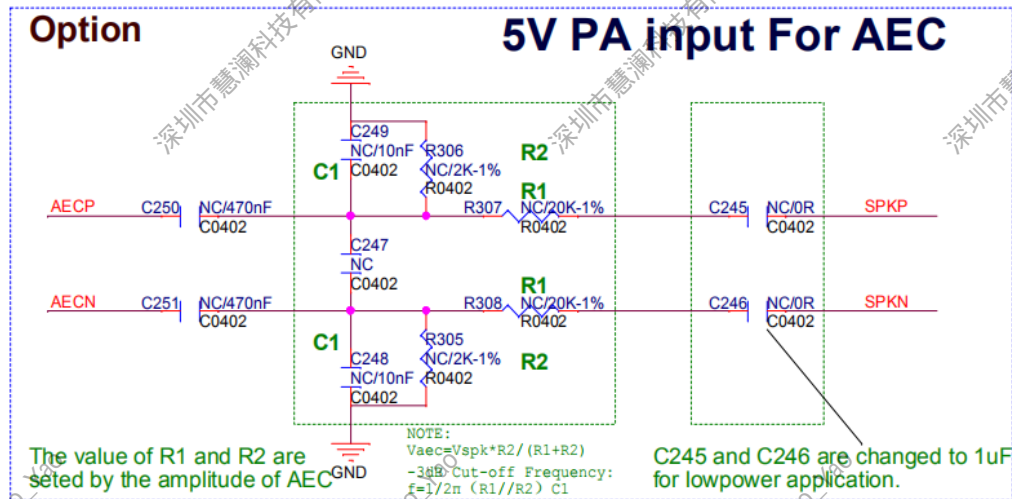 Option
5V PA input For AEC
GND
C249
NC/10nF
C0402
R306
NC/2K-1%
R0402
C1
R2
R1
AECP
C250
NC/470nF
C0402
R307
NC/20K-1%
R0402
C245
NC/0R
C0402
SPKP
C247
NC
C0402
AECN
C251
NC/470nF
C0402
R1
R308
NC/20K-1%
R0402
C246
NC/0R
C0402
SPKN
C1
C248
NC/10nF
C0402
R305
NC/2K-1%
R0402
R2
GND
NOTE:
Vaec=Vspk*R2/(R1+R2)
-3dB Cut-off Frequency:
f=1/2π (R1//R2) C1
The value of R1 and R2 are
seted by the amplitude of AEC
C245 and C246 are changed to 1uF
for lowpower application.
深圳市慧澜科技有
深圳市慧澜科技有
深圳市慧